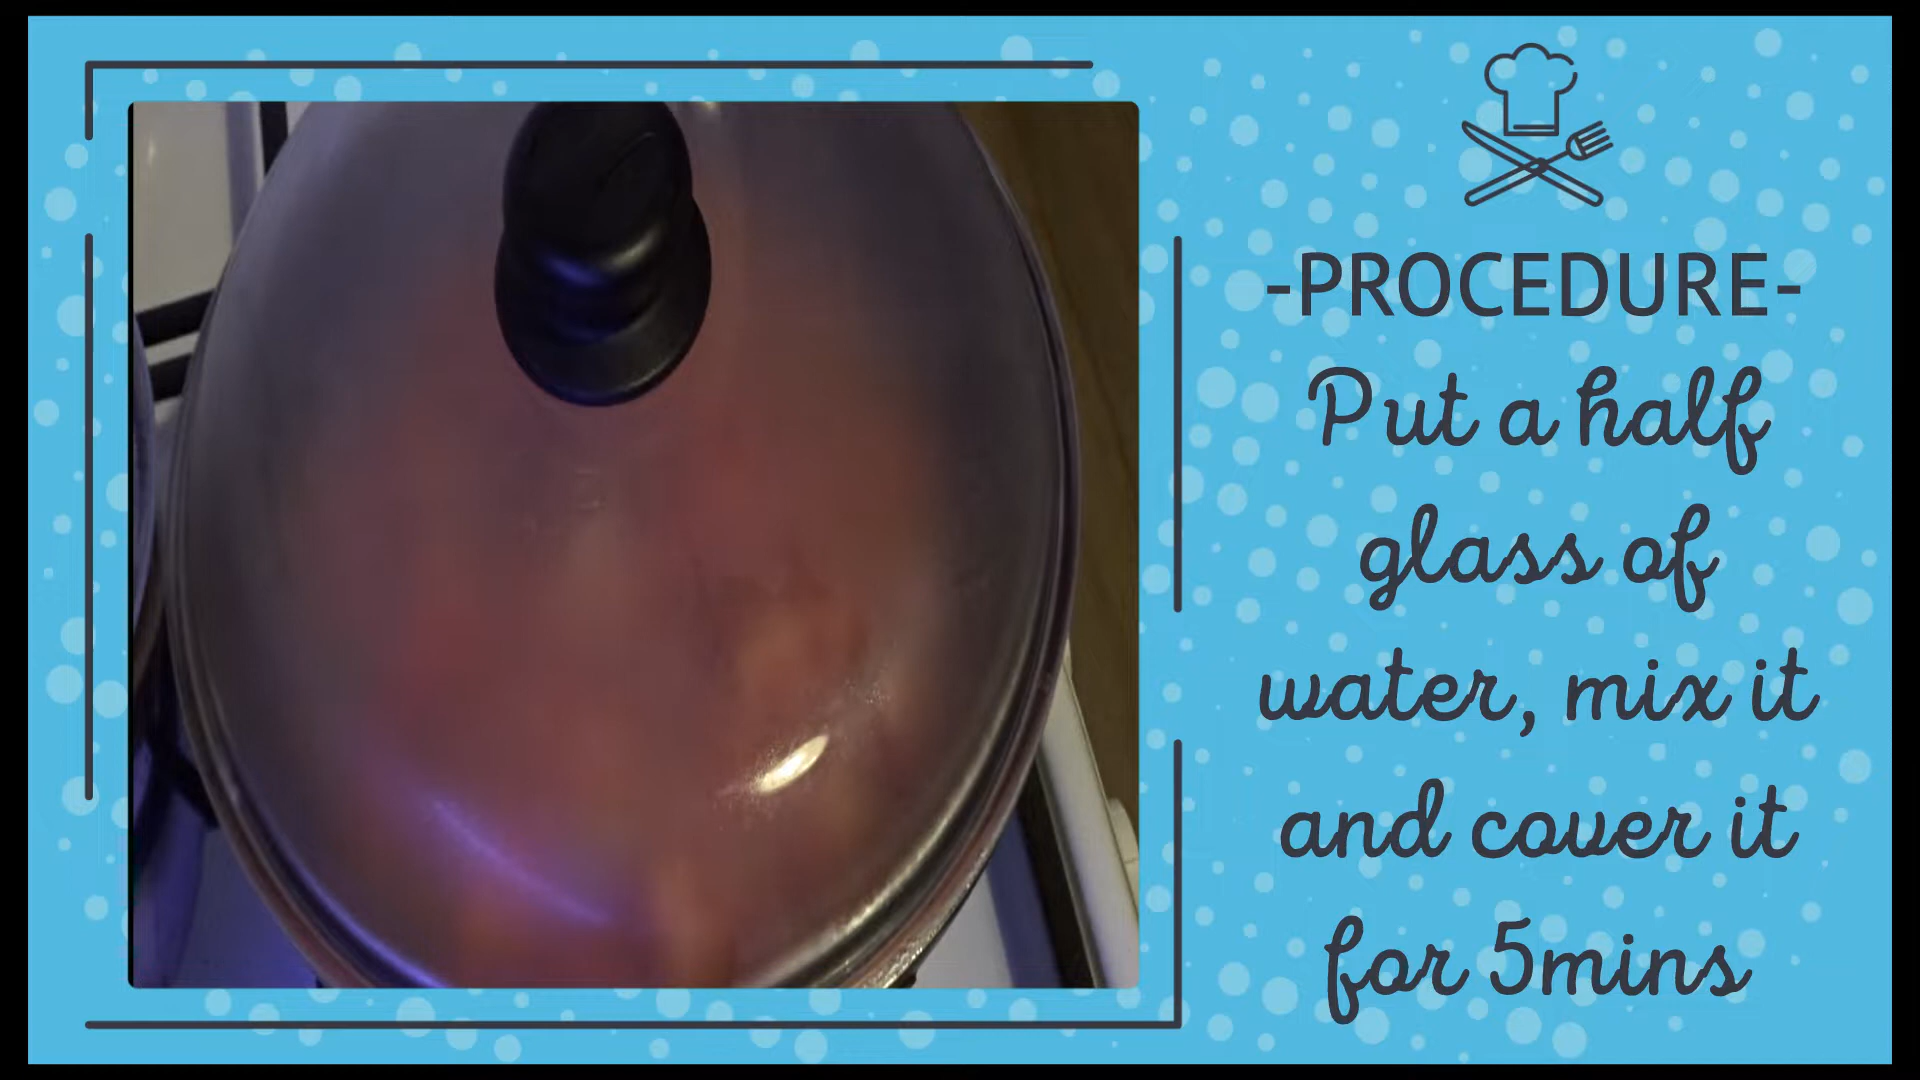 -PROCEDURE-
Put a half
glass of
water, mix it
and cover it
for 5mins